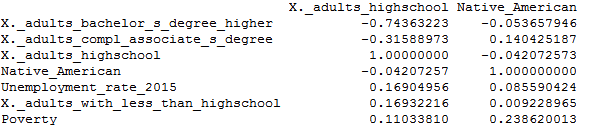 X._adults_highschool Native_American
X._adults_bachelor_s_degree_higher -0.74363223 -0.053657946
X._adults_compl_associate_s_degree -0.31588973 0.140425187
X._adults_highschool 1.00000000 -0.042072573
Native_American -0.04207257 1.000000000
Unemployment_rate_2015 0.16904956 0.085590424
X._adults_with_less_than_highschool 0.16932216 0.009228965
Poverty 0.11033810 0.238620013